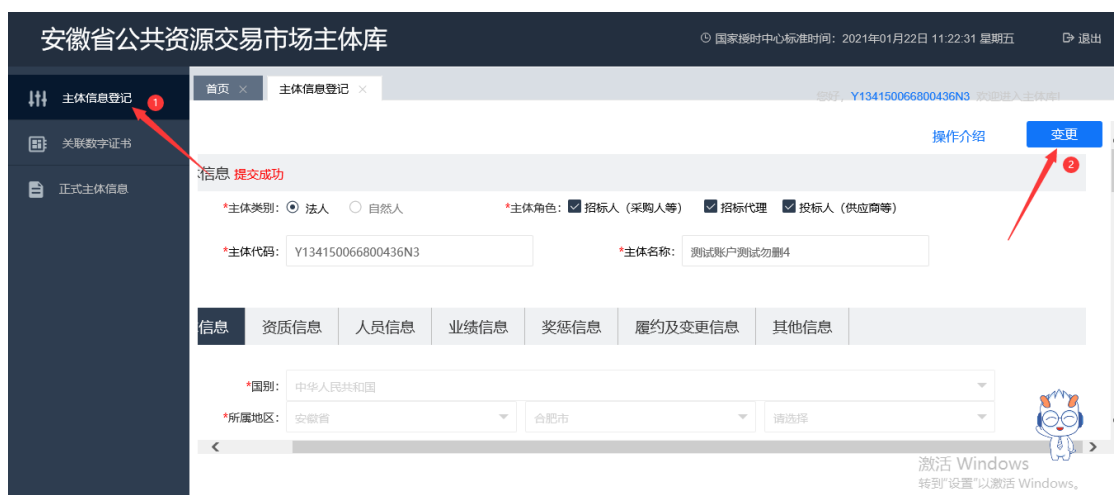 安徽省公共资源交易市场主体库
国家授时中心标准时间：2021年01月22日 11:22:31 星期五
退出
主体信息登记 1
首页 ×
主体信息登记 ×
您好，Y134150066800436N3 欢迎进入主体库!
关联数字证书
操作介绍
变更
2
正式主体信息
信息 提交成功
*主体类别： 法人 自然人
*主体角色： 招标人（采购人等） 招标代理 投标人（供应商等）
*主体代码： Y134150066800436N3
*主体名称： 测试账户测试勿删4
信息 资质信息 人员信息 业绩信息 奖惩信息 履约及变更信息 其他信息
*国别： 中华人民共和国
*所属地区： 安徽省 合肥市 请选择
激活 Windows
转到"设置"以激活 Windows。